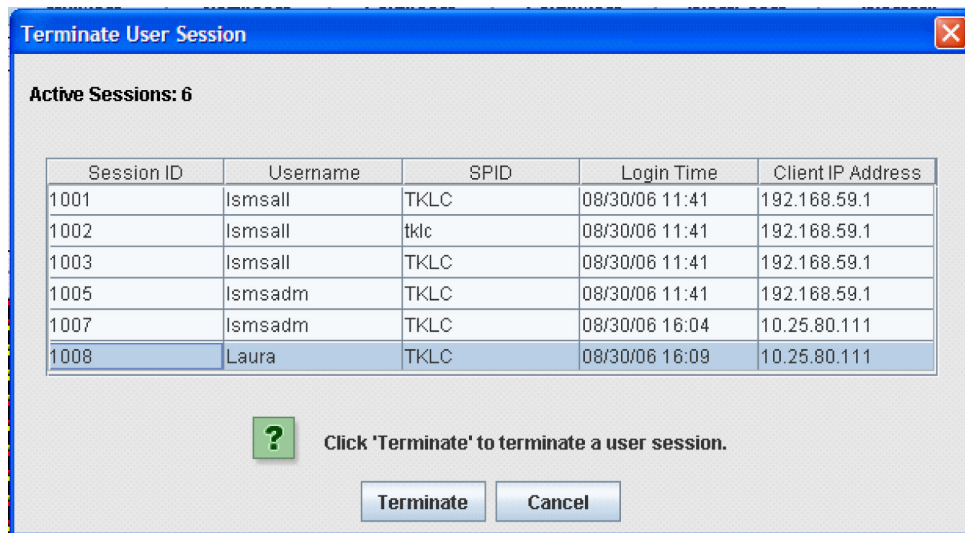 Terminate User Session
Active Sessions: 6
Session ID Username SPID Login Time Client IP Address
1001 lsmsall TKLC 08/30/06 11:41 192.168.59.1
1002 lsmsall tklc 08/30/06 11:41 192.168.59.1
1003 lsmsall TKLC 08/30/06 11:41 192.168.59.1
1005 lsmsadm TKLC 08/30/06 11:41 192.168.59.1
1007 lsmsadm TKLC 08/30/06 16:04 10.25.80.111
1008 Laura TKLC 08/30/06 16:09 10.25.80.111
? Click 'Terminate' to terminate a user session.
Terminate Cancel